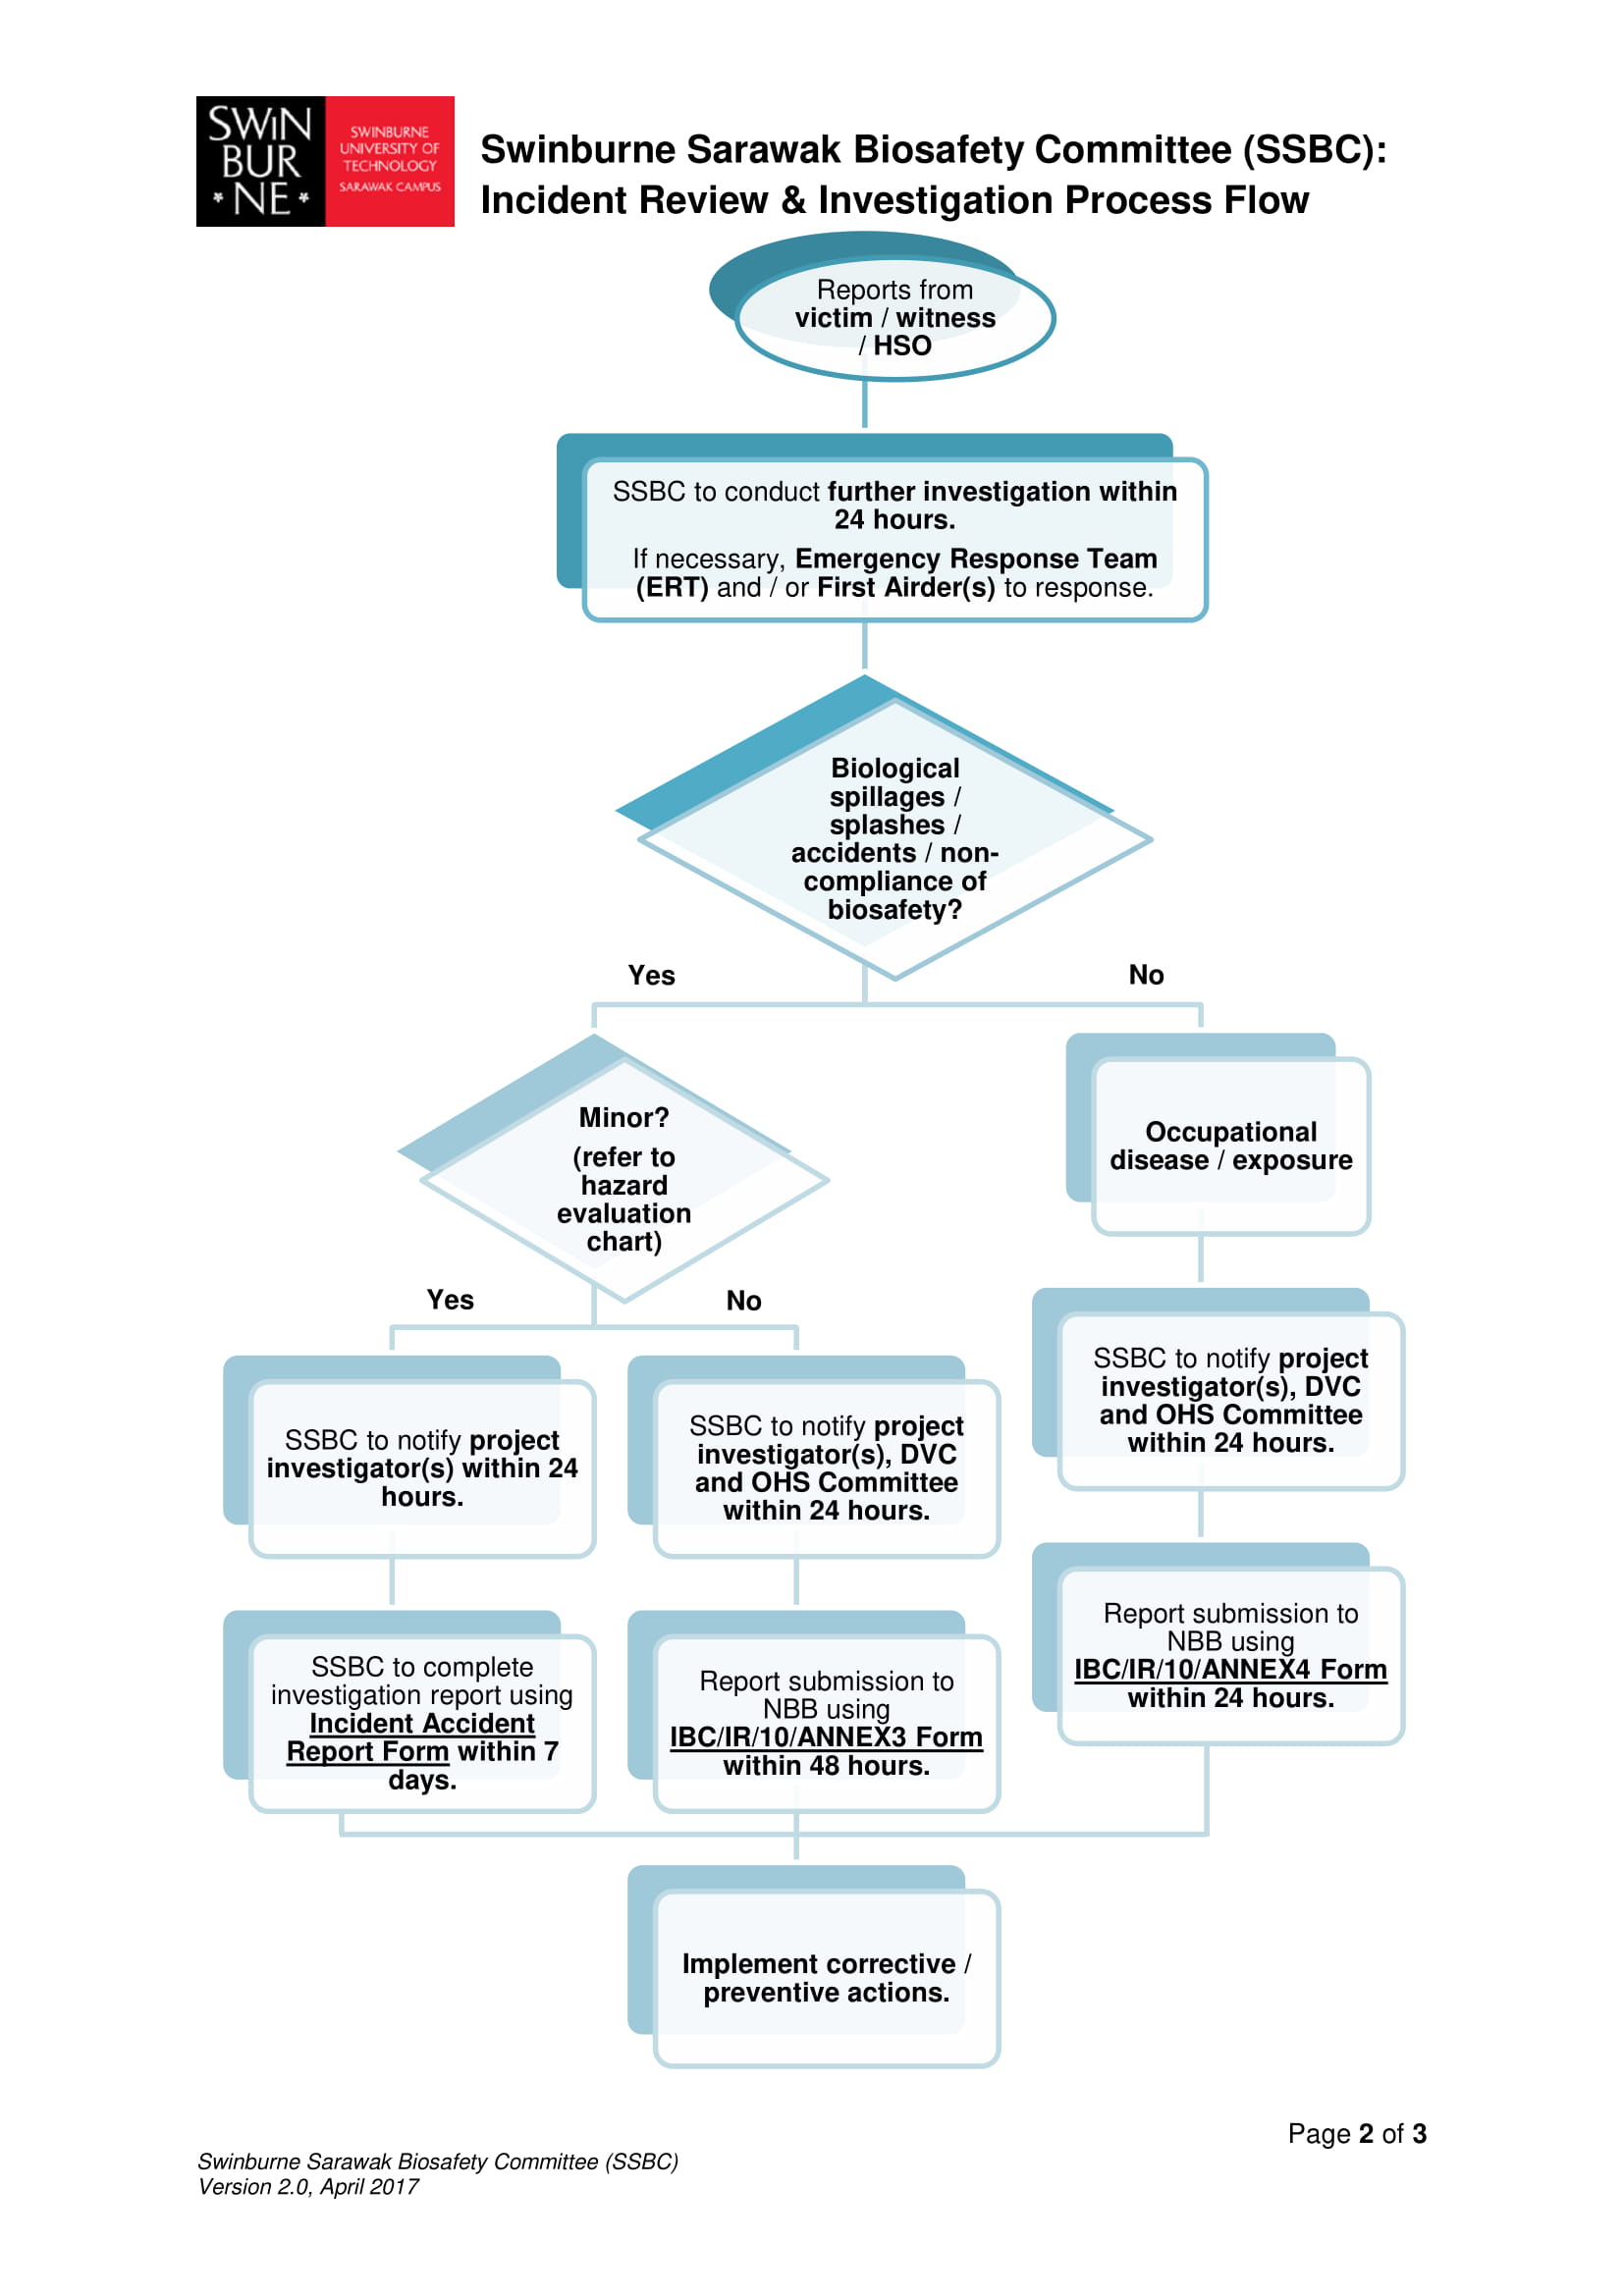 SWiN
BUR
NE
SWINBURNE
UNIVERSITY OF
TECHNOLOGY
SARAWAK CAMPUS
Swinburne Sarawak Biosafety Committee (SSBC):
Incident Review & Investigation Process Flow
Reports from
victim / witness
/ HSO
SSBC to conduct further investigation within
24 hours.
If necessary, Emergency Response Team
(ERT) and / or First Airder(s) to response.
Biological
spillages /
splashes /
accidents / non-
compliance of
biosafety?
Yes
No
Minor?
(refer to
hazard
evaluation
chart)
Occupational
disease / exposure
Yes
No
SSBC to notify project
investigator(s) within 24
hours.
SSBC to notify project
investigator(s), DVC
and OHS Committee
within 24 hours.
SSBC to notify project
investigator(s), DVC
and OHS Committee
within 24 hours.
SSBC to complete
investigation report using
Incident Accident
Report Form within 7
days.
Report submission to
NBB using
IBC/IR/10/ANNEX3 Form
within 48 hours.
Report submission to
NBB using
IBC/IR/10/ANNEX4 Form
within 24 hours.
Implement corrective /
preventive actions.
Page 2 of 3
Swinburne Sarawak Biosafety Committee (SSBC)
Version 2.0, April 2017